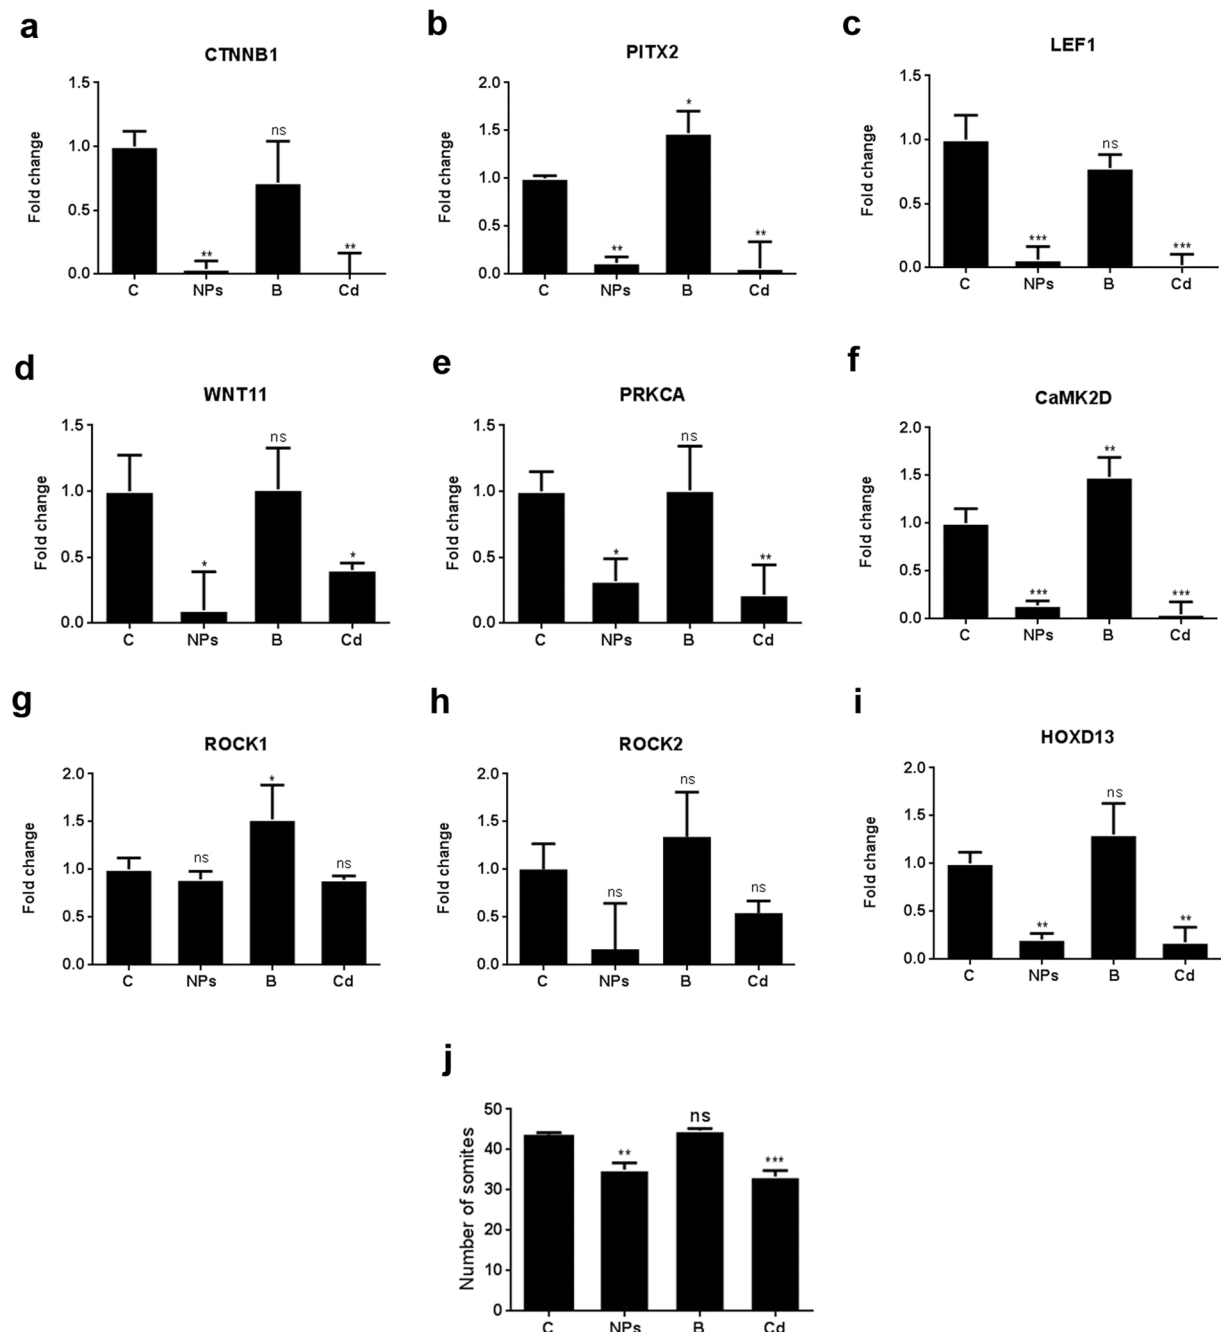 a
CTNNB1
Fold change
1.5
1.0
0.5
0.0
**
ns
**
C NPs B Cd
b
PITX2
Fold change
2.0
1.5
1.0
0.5
0.0
**
*
**
C NPs B Cd
c
LEF1
Fold change
1.5
1.0
0.5
0.0
***
ns
***
C NPs B Cd
d
WNT11
Fold change
1.5
1.0
0.5
0.0
*
ns
*
C NPs B Cd
e
PRKCA
Fold change
1.5
1.0
0.5
0.0
*
ns
**
C NPs B Cd
f
CaMK2D
Fold change
2.0
1.5
1.0
0.5
0.0
***
**
***
C NPs B Cd
g
ROCK1
Fold change
2.0
1.5
1.0
0.5
0.0
ns
*
ns
C NPs B Cd
h
ROCK2
Fold change
2.0
1.5
1.0
0.5
0.0
ns
ns
ns
C NPs B Cd
i
HOXD13
Fold change
2.0
1.5
1.0
0.5
0.0
**
ns
**
C NPs B Cd
j
Number of somites
50
40
30
20
10
0
**
ns
***
C NPs B Cd